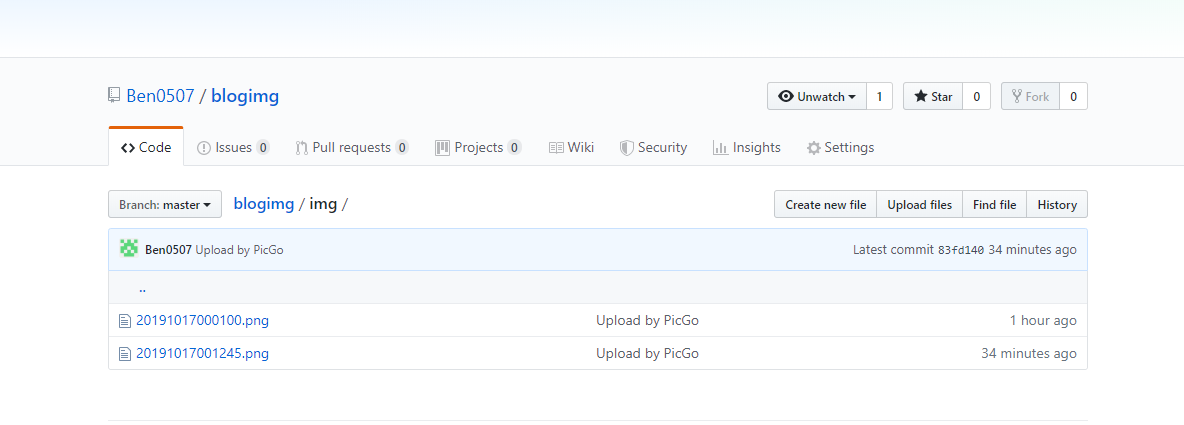 Ben0507 / blogimg Unwatch 1 Star 0 Fork 0
Code Issues 0 Pull requests 0 Projects 0 Wiki Security Insights Settings
Branch: master blogimg / img / Create new file Upload files Find file History
Ben0507 Upload by PicGo Latest commit 83fd140 34 minutes ago
..
20191017000100.png Upload by PicGo 1 hour ago
20191017001245.png Upload by PicGo 34 minutes ago